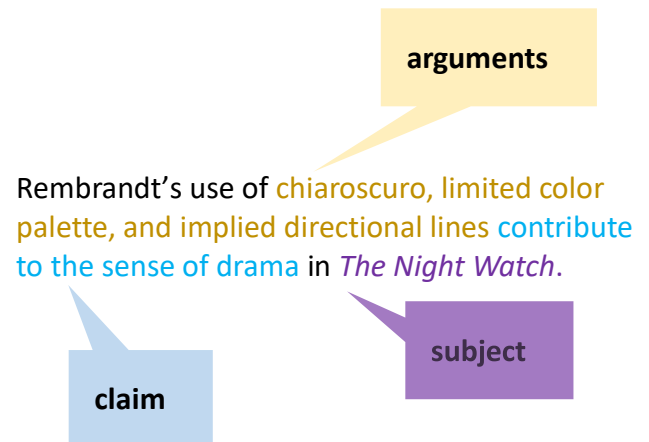 arguments
Rembrandt’s use of chiaroscuro, limited color
palette, and implied directional lines contribute
to the sense of drama in The Night Watch.
subject
claim